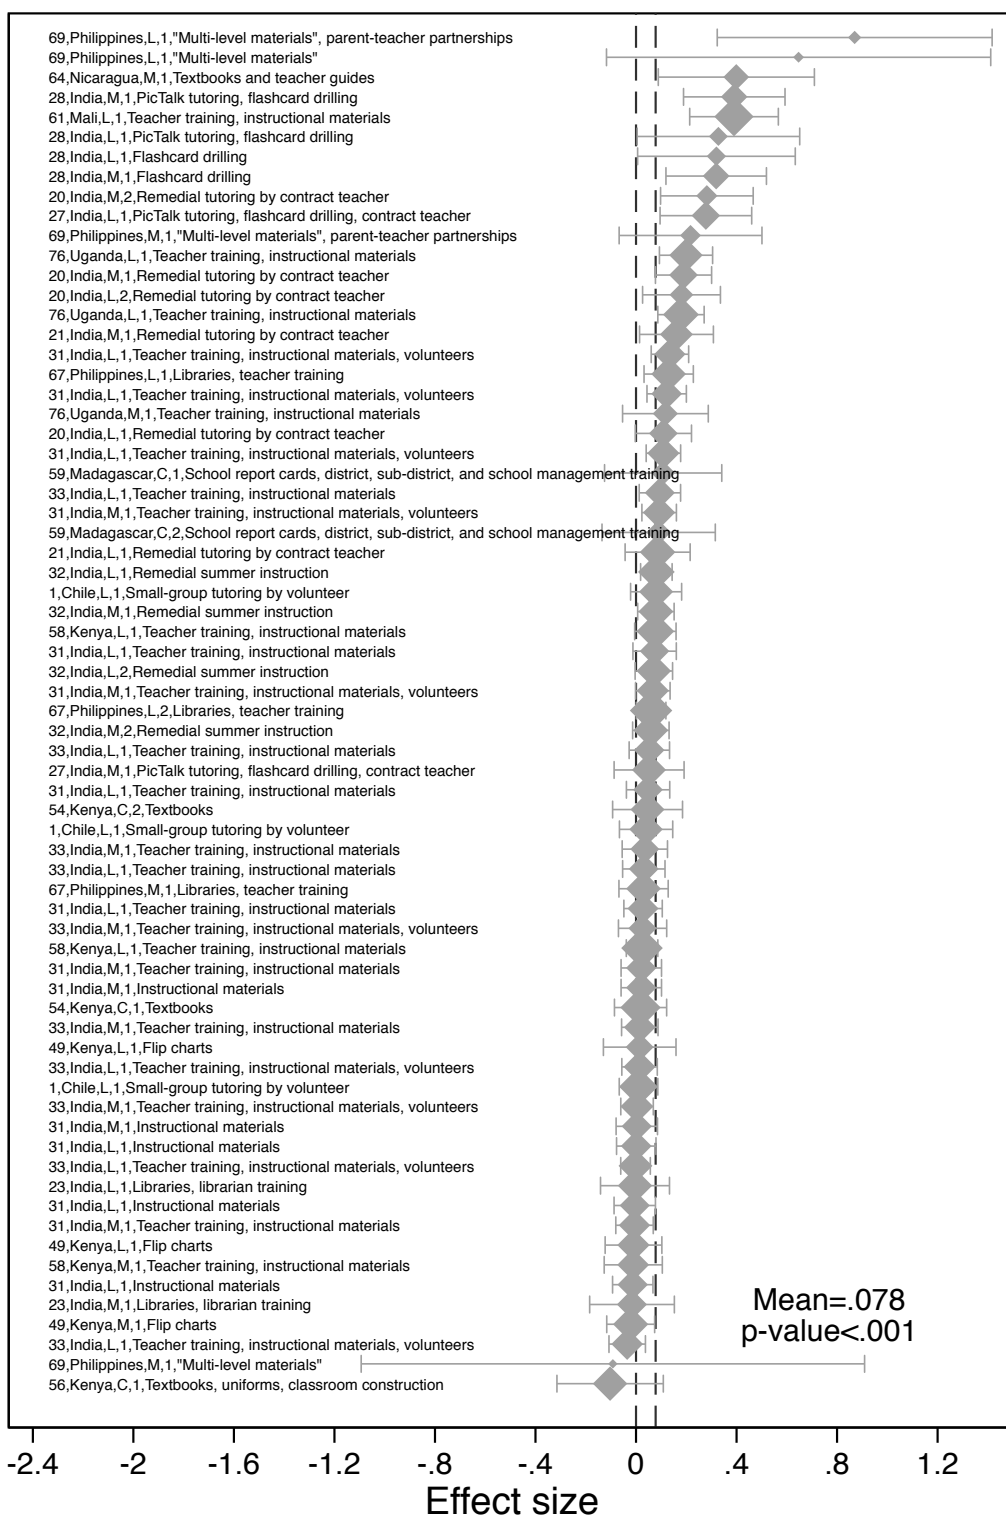 69,Philippines,L,1,"Multi-level materials", parent-teacher partnerships
69,Philippines,L,1,"Multi-level materials"
64,Nicaragua,M,1,Textbooks and teacher guides
28,India,M,1,PicTalk tutoring, flashcard drilling
61,Mali,L,1,Teacher training, instructional materials
28,India,L,1,PicTalk tutoring, flashcard drilling
28,India,L,1,Flashcard drilling
28,India,M,1,Flashcard drilling
20,India,M,2,Remedial tutoring by contract teacher
27,India,L,1,PicTalk tutoring, flashcard drilling, contract teacher
69,Philippines,M,1,"Multi-level materials", parent-teacher partnerships
76,Uganda,L,1,Teacher training, instructional materials
20,India,M,1,Remedial tutoring by contract teacher
20,India,L,2,Remedial tutoring by contract teacher
76,Uganda,L,1,Teacher training, instructional materials
21,India,M,1,Remedial tutoring by contract teacher
31,India,L,1,Teacher training, instructional materials, volunteers
67,Philippines,L,1,Libraries, teacher training
31,India,L,1,Teacher training, instructional materials, volunteers
76,Uganda,M,1,Teacher training, instructional materials
20,India,L,1,Remedial tutoring by contract teacher
31,India,L,1,Teacher training, instructional materials, volunteers
59,Madagascar,C,1,School report cards, district, sub-district, and school management training
33,India,L,1,Teacher training, instructional materials
31,India,M,1,Teacher training, instructional materials, volunteers
59,Madagascar,C,2,School report cards, district, sub-district, and school management training
21,India,L,1,Remedial tutoring by contract teacher
32,India,L,1,Remedial summer instruction
1,Chile,L,1,Small-group tutoring by volunteer
32,India,M,1,Remedial summer instruction
58,Kenya,L,1,Teacher training, instructional materials
31,India,L,1,Teacher training, instructional materials
32,India,L,2,Remedial summer instruction
31,India,M,1,Teacher training, instructional materials, volunteers
67,Philippines,L,2,Libraries, teacher training
32,India,M,2,Remedial summer instruction
33,India,L,1,Teacher training, instructional materials
27,India,M,1,PicTalk tutoring, flashcard drilling, contract teacher
31,India,L,1,Teacher training, instructional materials
54,Kenya,C,2,Textbooks
1,Chile,L,1,Small-group tutoring by volunteer
33,India,M,1,Teacher training, instructional materials
33,India,L,1,Teacher training, instructional materials
67,Philippines,M,1,Libraries, teacher training
31,India,L,1,Teacher training, instructional materials
33,India,M,1,Teacher training, instructional materials, volunteers
58,Kenya,L,1,Teacher training, instructional materials
31,India,M,1,Teacher training, instructional materials
31,India,M,1,Instructional materials
54,Kenya,C,1,Textbooks
33,India,M,1,Teacher training, instructional materials
49,Kenya,L,1,Flip charts
33,India,L,1,Teacher training, instructional materials, volunteers
1,Chile,L,1,Small-group tutoring by volunteer
33,India,M,1,Teacher training, instructional materials, volunteers
31,India,M,1,Instructional materials
31,India,L,1,Instructional materials
33,India,L,1,Teacher training, instructional materials, volunteers
23,India,L,1,Libraries, librarian training
31,India,L,1,Instructional materials
31,India,M,1,Teacher training, instructional materials
49,Kenya,L,1,Flip charts
58,Kenya,M,1,Teacher training, instructional materials
31,India,L,1,Instructional materials
23,India,M,1,Libraries, librarian training
49,Kenya,M,1,Flip charts
33,India,L,1,Teacher training, instructional materials, volunteers
69,Philippines,M,1,"Multi-level materials"
56,Kenya,C,1,Textbooks, uniforms, classroom construction
Mean=.078
p-value<.001
-2.4 -2 -1.6 -1.2 -.8 -.4 0 .4 .8 1.2
Effect size